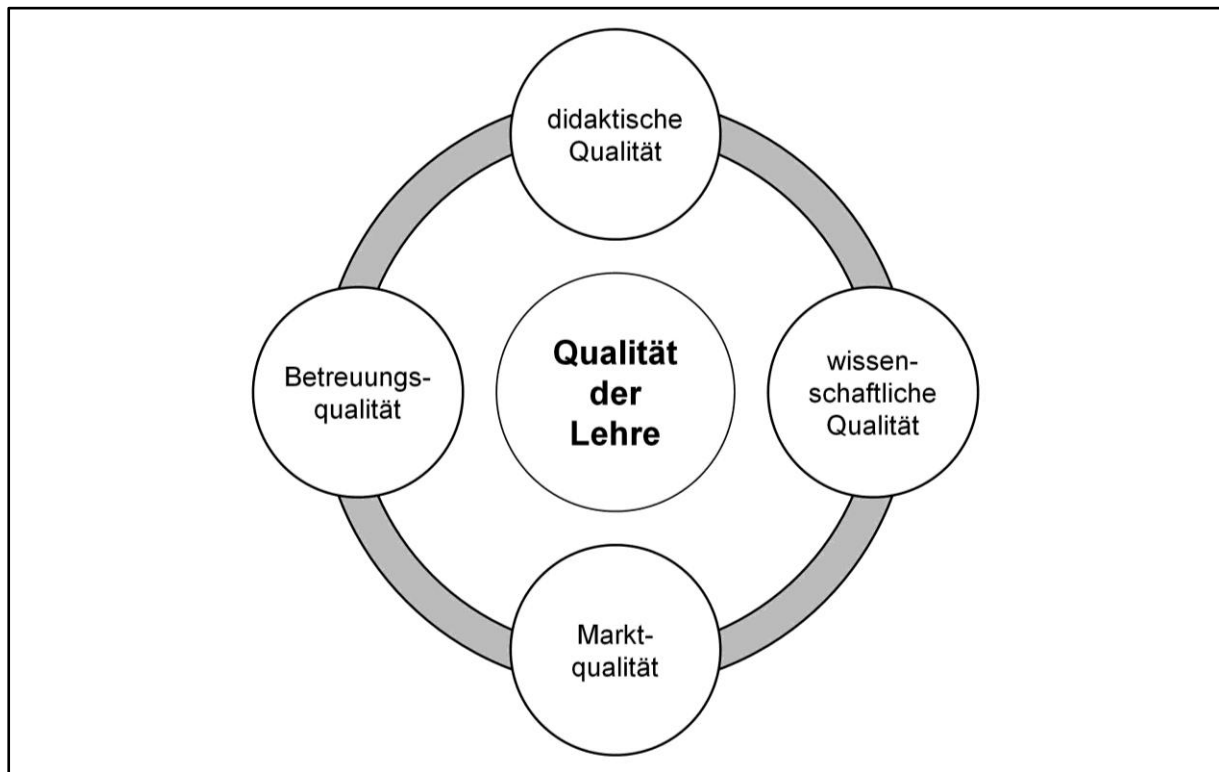 didaktische
Qualität
Betreuungs-
qualität
Qualität
der
Lehre
wissen-
schaftliche
Qualität
Markt-
qualität